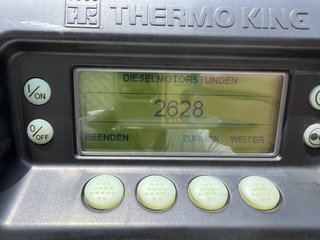 THERMO KING
DIESELMOTORSTUNDEN
I/ON
2628
O/OFF
BEENDEN ZURÜCK WEITER